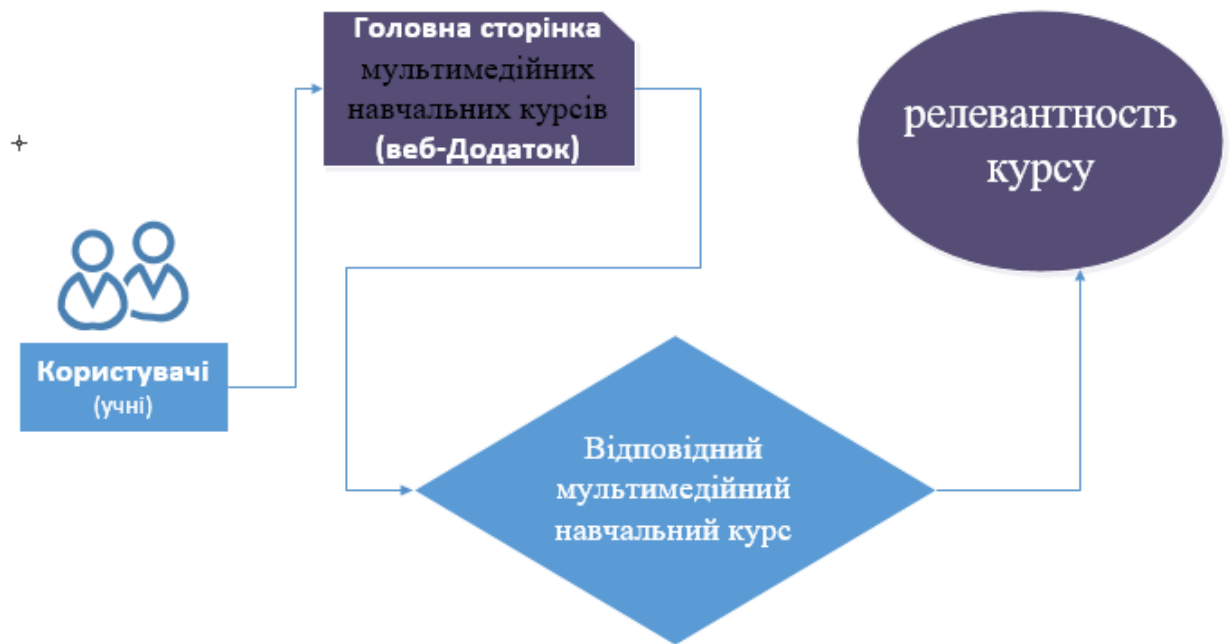 Головна сторінка
мультимедійних
навчальних курсів
(веб-Додаток)
релевантность
курсу
Користувачі
(учні)
Відповідний
мультимедійний
навчальний курс